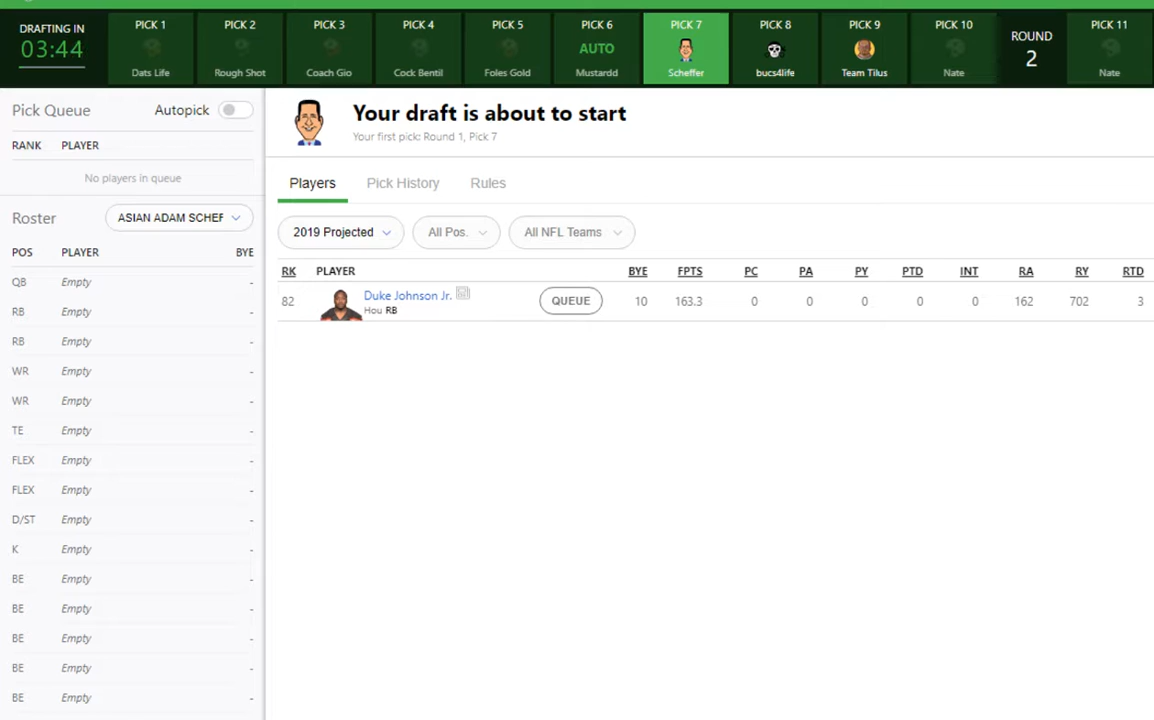 DRAFTING IN
03:44
PICK 1
Dats Life
PICK 2
Rough Shot
PICK 3
Coach Gio
PICK 4
Cock Bentil
PICK 5
Foles Gold
PICK 6
AUTO
Mustardd
PICK 7
Scheffer
PICK 8
bucs4life
PICK 9
Team Tilus
PICK 10
Nate
ROUND
2
PICK 11
Nate
Pick Queue
Autopick
RANK PLAYER
No players in queue
Roster
ASIAN ADAM SCHEF
POS PLAYER BYE
QB Empty -
RB Empty -
RB Empty -
WR Empty -
WR Empty -
TE Empty -
FLEX Empty -
FLEX Empty -
D/ST Empty -
K Empty -
BE Empty -
BE Empty -
BE Empty -
BE Empty -
BE Empty -
Your draft is about to start
Your first pick: Round 1, Pick 7
Players Pick History Rules
2019 Projected All Pos. All NFL Teams
RK PLAYER BYE FPTS PC PA PY PTD INT RA RY RTD
82 Duke Johnson Jr. QUEUE 10 163.3 0 0 0 0 0 162 702 3
Hou RB